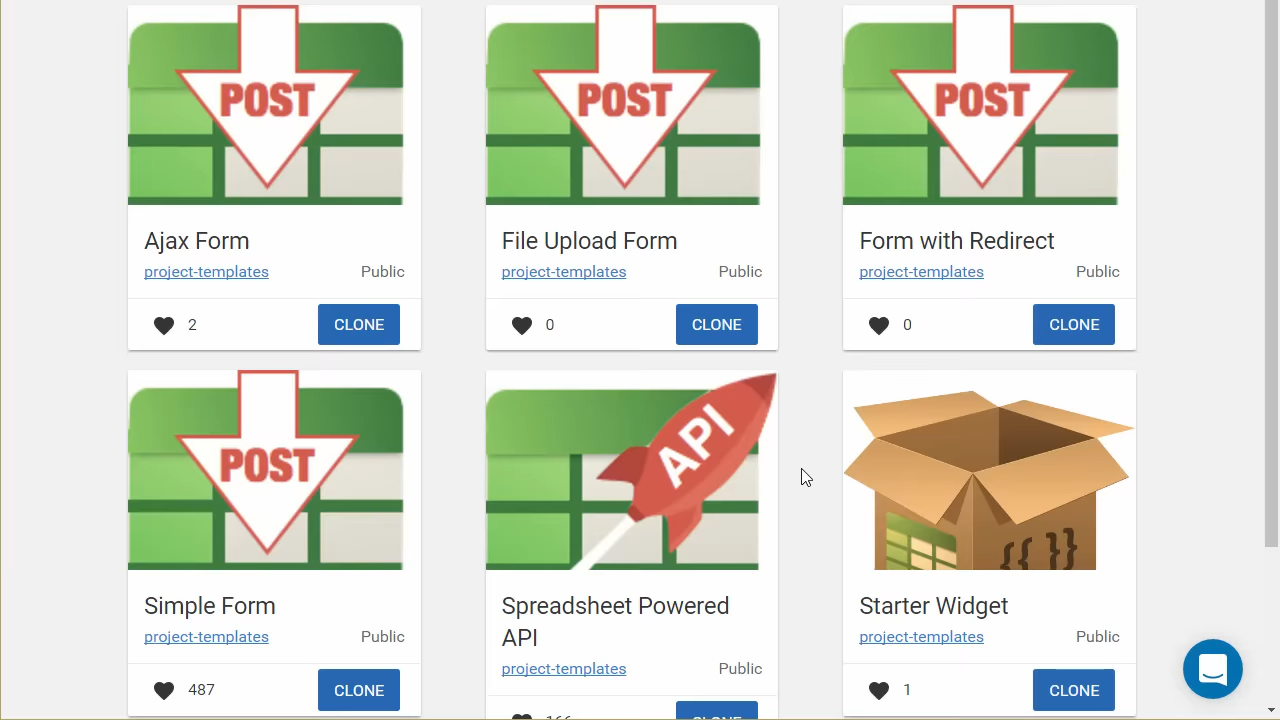 POST
POST
POST
Ajax Form
project-templates Public
2 CLONE
File Upload Form
project-templates Public
0 CLONE
Form with Redirect
project-templates Public
0 CLONE
POST
API
{{ }}
Simple Form
project-templates Public
487 CLONE
Spreadsheet Powered
API
project-templates Public
CLONE
Starter Widget
project-templates Public
1 CLONE